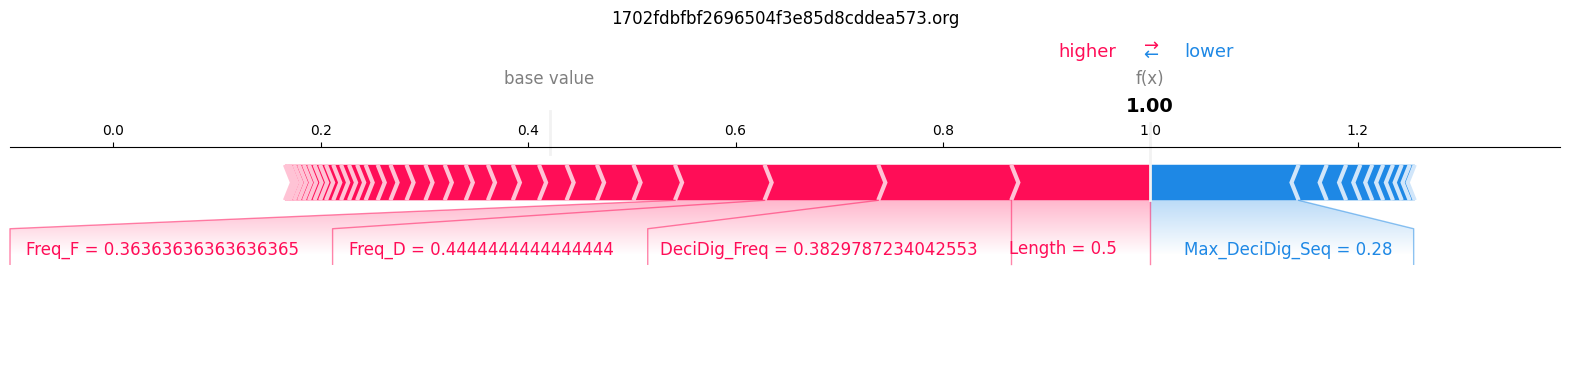 1702fdbfbf2696504f3e85d8cddea573.org
higher ⇄ lower
base value f(x)
1.00
0.0 0.2 0.4 0.6 0.8 1.0 1.2
Freq_F = 0.36363636363636365 Freq_D = 0.4444444444444444 DeciDig_Freq = 0.3829787234042553 Length = 0.5 Max_DeciDig_Seq = 0.28